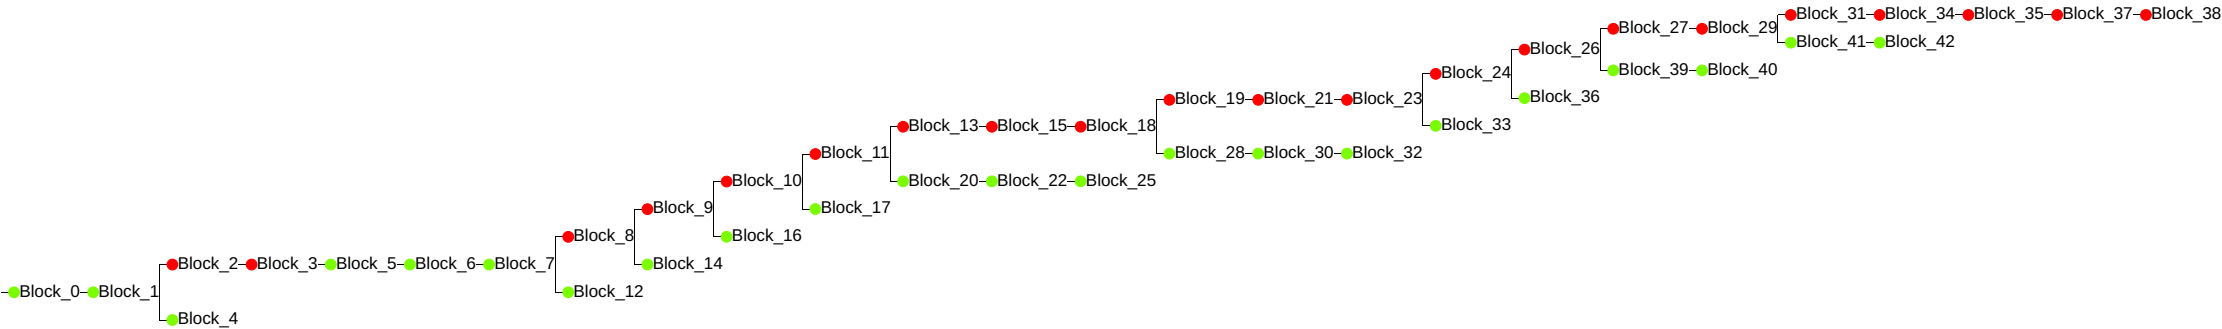 Block_31 Block_34 Block_35 Block_37 Block_38
Block_27 Block_29
Block_41 Block_42
Block_26
Block_39 Block_40
Block_24
Block_36
Block_19 Block_21 Block_23
Block_33
Block_13 Block_15 Block_18
Block_28 Block_30 Block_32
Block_11
Block_10
Block_20 Block_22 Block_25
Block_9
Block_17
Block_8
Block_16
Block_2 Block_3 Block_5 Block_6 Block_7
Block_14
Block_0 Block_1
Block_12
Block_4